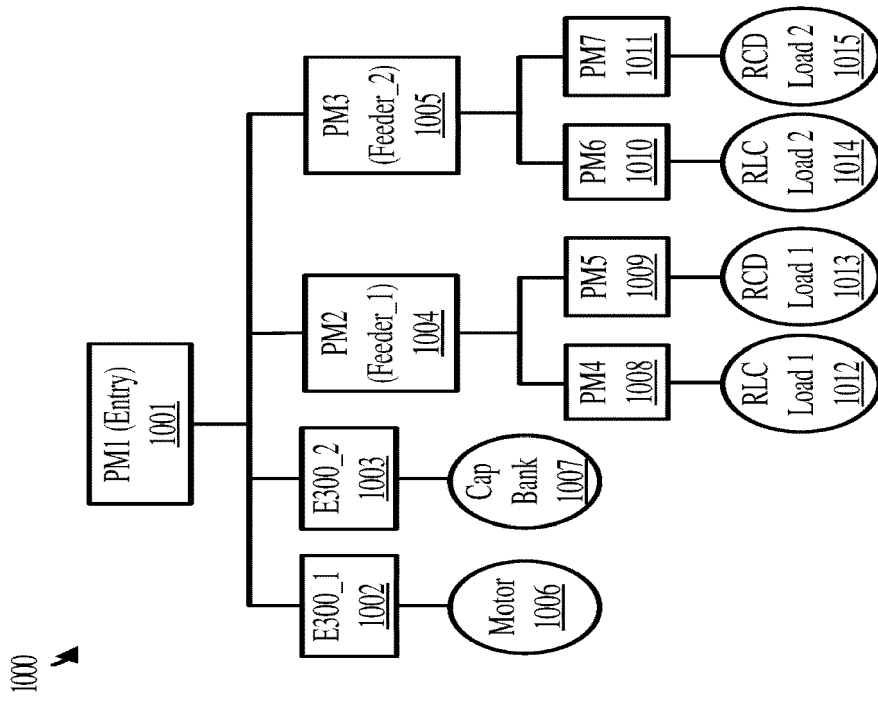 1000
PM1 (Entry)
1001
E300_1
1002
E300_2
1003
PM2
(Feeder_1)
1004
PM3
(Feeder_2)
1005
Motor
1006
Cap
Bank
1007
PM4
1008
PM5
1009
PM6
1010
PM7
1011
RLC
Load 1
1012
RCD
Load 1
1013
RLC
Load 2
1014
RCD
Load 2
1015